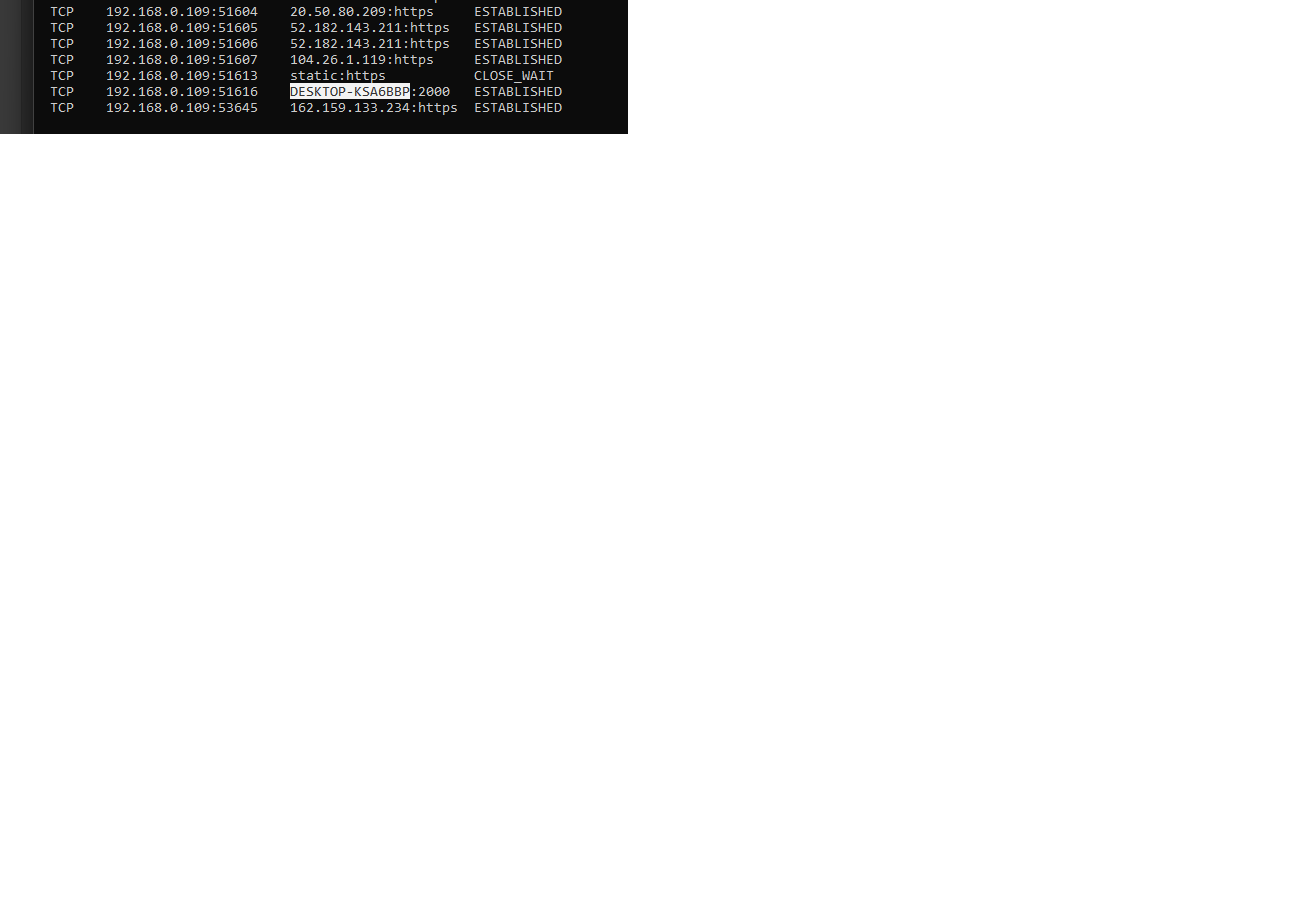 TCP 192.168.0.109:51604 20.50.80.209:https ESTABLISHED
TCP 192.168.0.109:51605 52.182.143.211:https ESTABLISHED
TCP 192.168.0.109:51606 52.182.143.211:https ESTABLISHED
TCP 192.168.0.109:51607 104.26.1.119:https ESTABLISHED
TCP 192.168.0.109:51613 static:https CLOSE_WAIT
TCP 192.168.0.109:51616 DESKTOP-KSA6BBP:2000 ESTABLISHED
TCP 192.168.0.109:53645 162.159.133.234:https ESTABLISHED